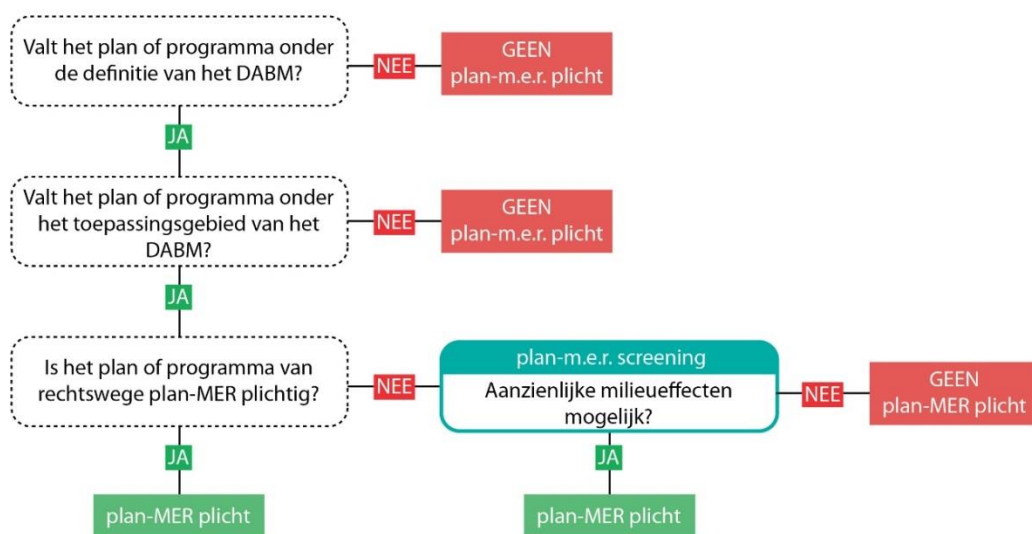 Valt het plan of programma onder
de definitie van het DABM?
NEE
GEEN
plan-m.e.r. plicht
JA
Valt het plan of programma onder
het toepassingsgebied van het
DABM?
NEE
GEEN
plan-m.e.r. plicht
JA
Is het plan of programma van
rechtswege plan-MER plichtig?
NEE
plan-m.e.r. screening
Aanzienlijke milieueffecten
mogelijk?
NEE
GEEN
plan-MER plicht
JA
JA
plan-MER plicht
plan-MER plicht